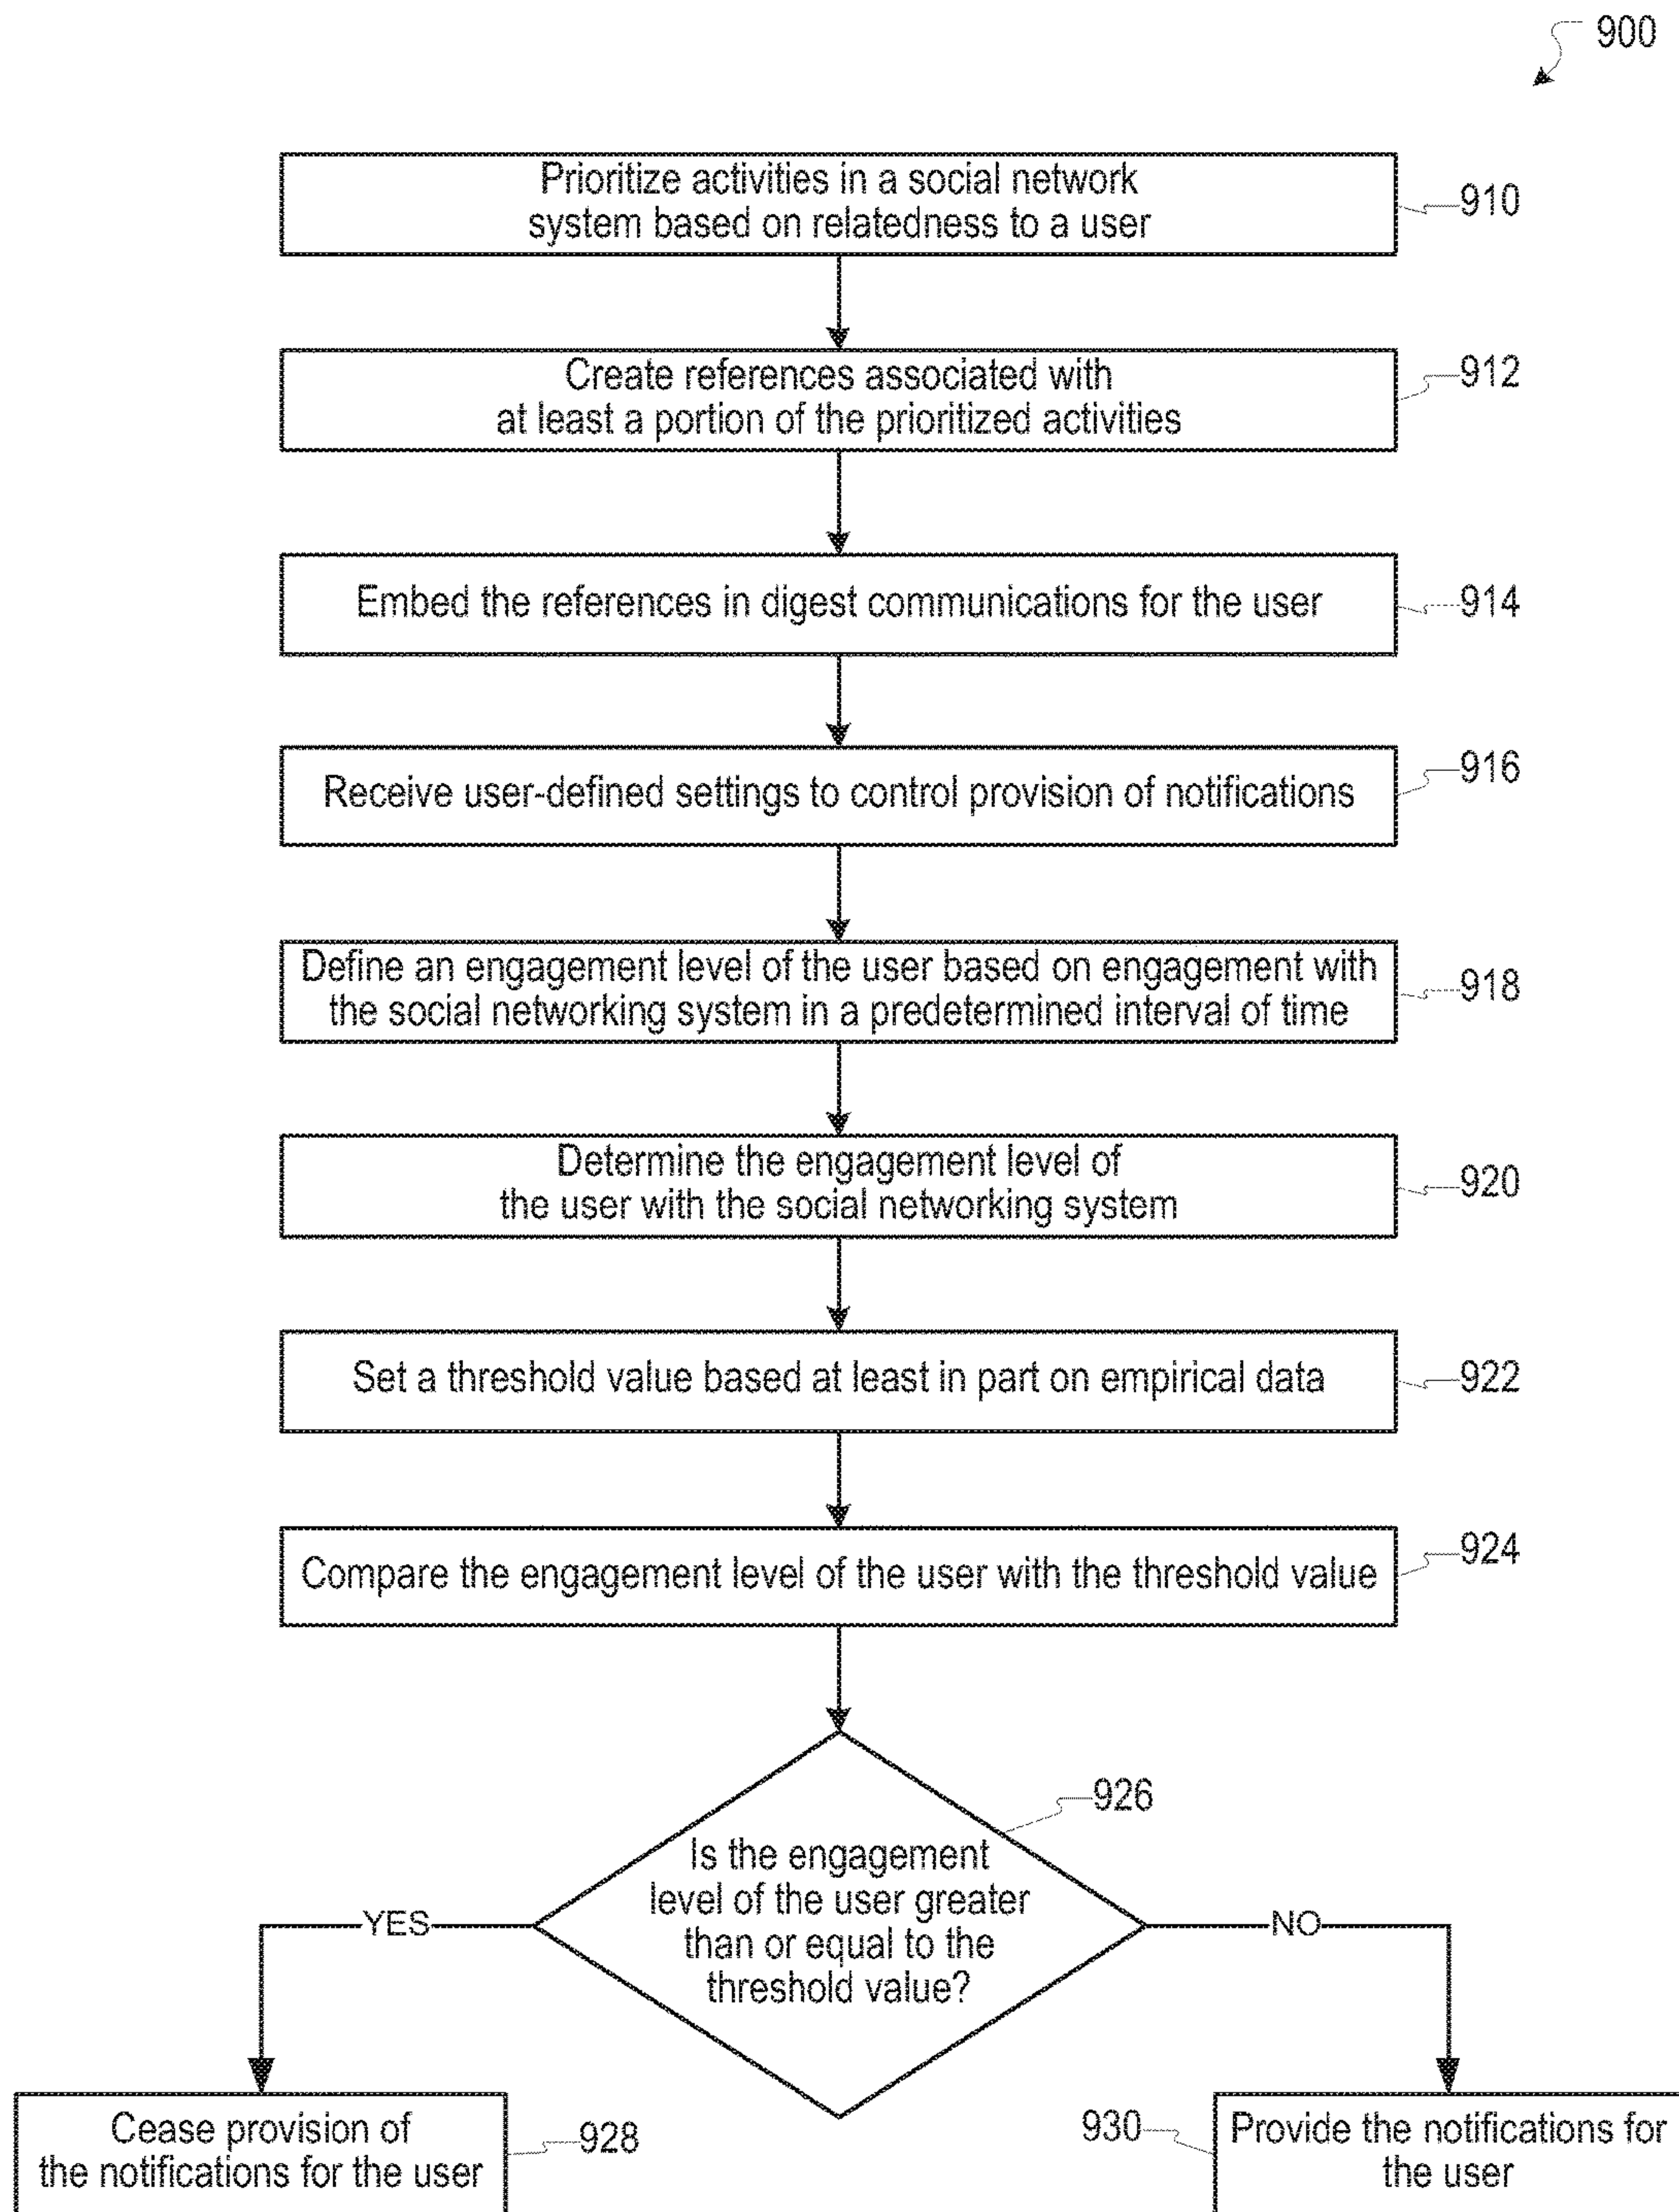 900
Prioritize activities in a social network
system based on relatedness to a user
910
Create references associated with
at least a portion of the prioritized activities
912
Embed the references in digest communications for the user
914
Receive user-defined settings to control provision of notifications
916
Define an engagement level of the user based on engagement with
the social networking system in a predetermined interval of time
918
Determine the engagement level of
the user with the social networking system
920
Set a threshold value based at least in part on empirical data
922
Compare the engagement level of the user with the threshold value
924
926
Is the engagement
level of the user greater
than or equal to the
threshold value?
YES
NO
Cease provision of
the notifications for the user
928
930
Provide the notifications for
the user